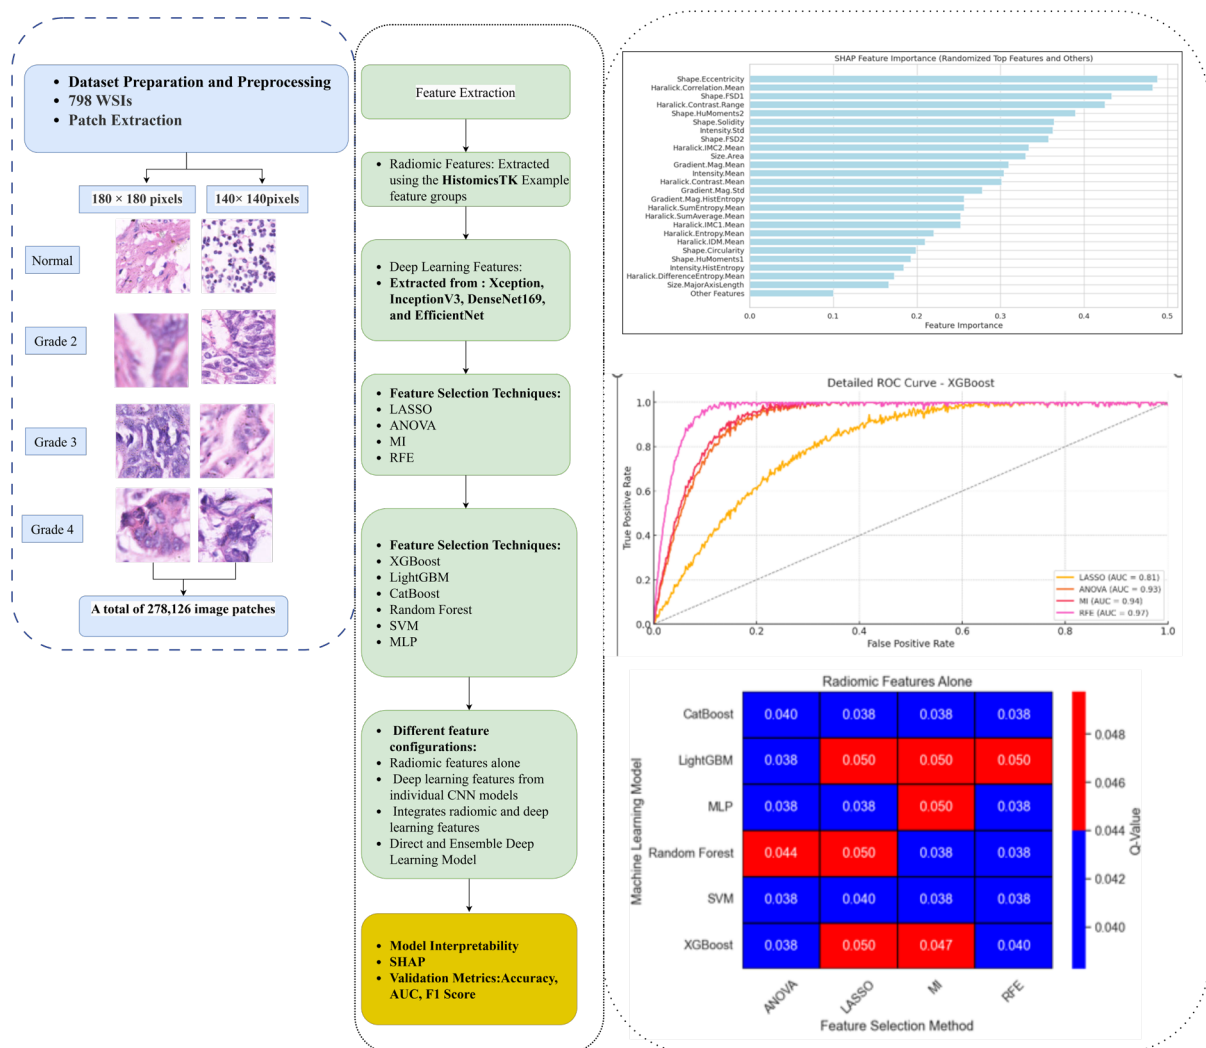 Dataset Preparation and Preprocessing
798 WSIs
Patch Extraction
180 × 180 pixels
140× 140pixels
Normal
Grade 2
Grade 3
Grade 4
A total of 278,126 image patches
Feature Extraction
Radiomic Features: Extracted
using the HistomicsTK Example
feature groups
Deep Learning Features:
Extracted from : Xception,
InceptionV3, DenseNet169,
and EfficientNet
Feature Selection Techniques:
LASSO
ANOVA
MI
RFE
Feature Selection Techniques:
XGBoost
LightGBM
CatBoost
Random Forest
SVM
MLP
Different feature
configurations:
Radiomic features alone
Deep learning features from
individual CNN models
Integrates radiomic and deep
learning features
Direct and Ensemble Deep
Learning Model
Model Interpretability
SHAP
Validation Metrics:Accuracy,
AUC, F1 Score
SHAP Feature Importance (Randomized Top Features and Others)
Shape.Eccentricity
Haralick.Correlation.Mean
Shape.FSD1
Haralick.Contrast.Range
Shape.HuMoments2
Shape.Solidity
Intensity.Std
Shape.FSD2
Haralick.IMC2.Mean
Size.Area
Gradient.Mag.Mean
Intensity.Mean
Haralick.Contrast.Mean
Gradient.Mag.Std
Gradient.Mag.HistEntropy
Haralick.SumEntropy.Mean
Haralick.SumAverage.Mean
Haralick.IMC1.Mean
Haralick.Entropy.Mean
Haralick.IDM.Mean
Shape.Circularity
Shape.HuMoments1
Intensity.HistEntropy
Haralick.DifferenceEntropy.Mean
Size.MajorAxisLength
Other Features
0.0 0.1 0.2 0.3 0.4 0.5
Feature Importance
Detailed ROC Curve - XGBoost
True Positive Rate
1.0
0.8
0.6
0.4
0.2
0.0
0.0 0.2 0.4 0.6 0.8 1.0
False Positive Rate
LASSO (AUC = 0.81)
ANOVA (AUC = 0.93)
MI (AUC = 0.94)
RFE (AUC = 0.97)
Radiomic Features Alone
Machine Learning Model
CatBoost 0.040 0.038 0.038 0.038
LightGBM 0.038 0.050 0.050 0.050
MLP 0.038 0.038 0.050 0.038
Random Forest 0.044 0.050 0.038 0.038
SVM 0.038 0.040 0.038 0.038
XGBoost 0.038 0.050 0.047 0.040
ANOVA LASSO MI RFE
Feature Selection Method
0.048
0.046
0.044
0.042
0.040
Q-Value